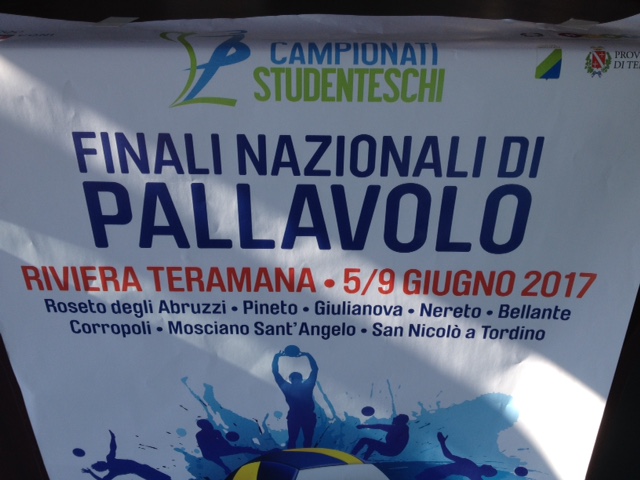 CAMPIONATI
STUDENTESCHI
FINALI NAZIONALI DI
PALLAVOLO
RIVIERA TERAMANA • 5/9 GIUGNO 2017
Roseto degli Abruzzi • Pineto • Giulianova • Nereto • Bellante
Corropoli • Mosciano Sant'Angelo • San Nicolò a Tordino